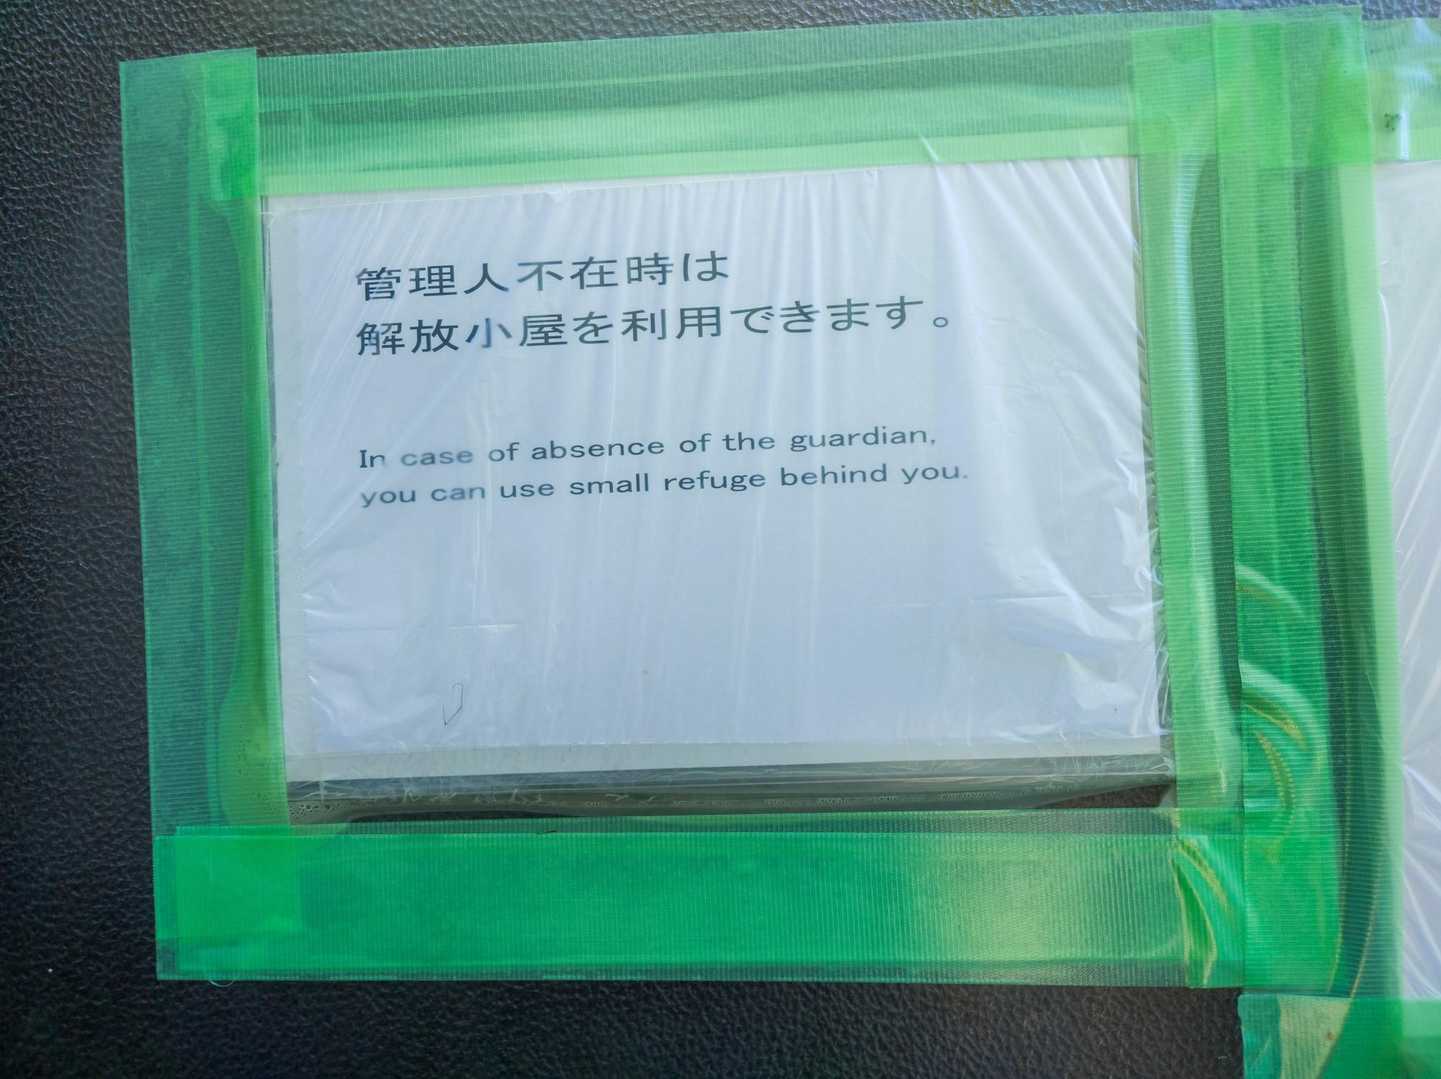 管理人不在時は
解放小屋を利用できます。
In case of absence of the guardian,
you can use small refuge behind you.